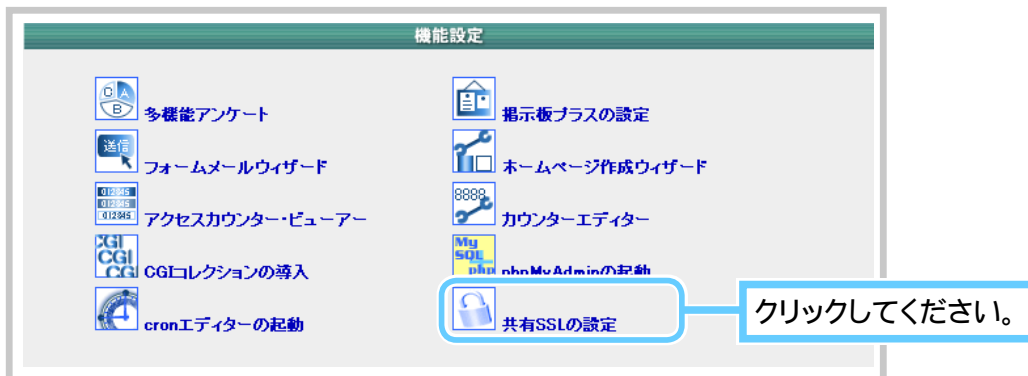 機能設定
多機能アンケート
掲示板プラスの設定
送信
フォームメールウィザード
ホームページ作成ウィザード
012345
012345
012345
アクセスカウンター・ビューアー
8888
カウンターエディター
CGI
CGI
CG
CGIコレクションの導入
My
SQL
php
phpMyAdminの起動
cronエディターの起動
共有SSLの設定
クリックしてください。
C
A
B